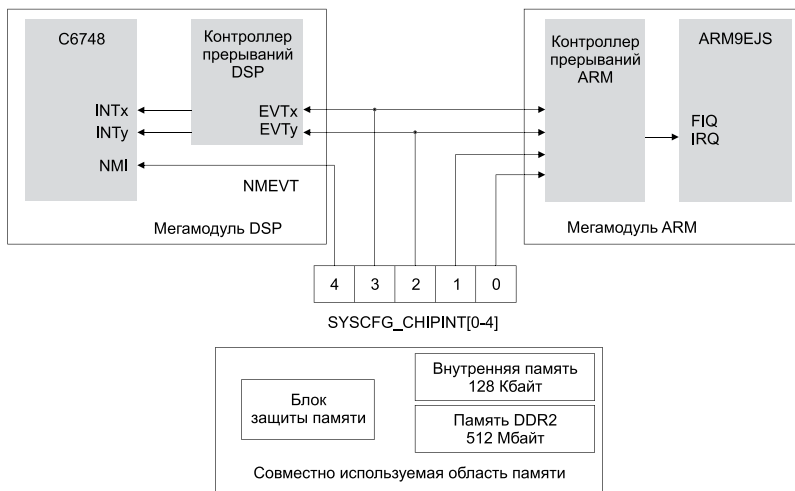 C6748
Контроллер
прерываний
DSP
INTx
INTy
NMI
EVTx
EVTy
NMEVT
Мегамодуль DSP
Контроллер
прерываний
ARM
ARM9EJS
FIQ
IRQ
Мегамодуль ARM
4 3 2 1 0
SYSCFG_CHIPINT[0-4]
Блок
защиты памяти
Внутренняя память
128 Кбайт
Память DDR2
512 Мбайт
Совместно используемая область памяти